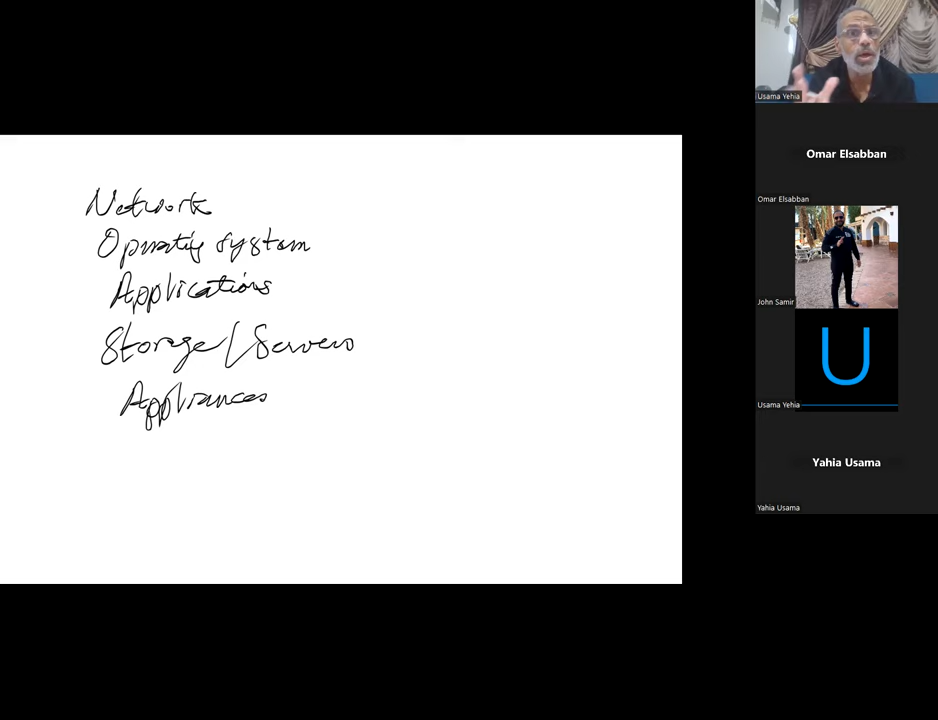 Usama Yehia
Omar Elsabban
Omar Elsabban
John Samir
U
Usama Yehia
Yahia Usama
Yahia Usama
Network
Operating system
Applications
Storage/Servers
Appliances